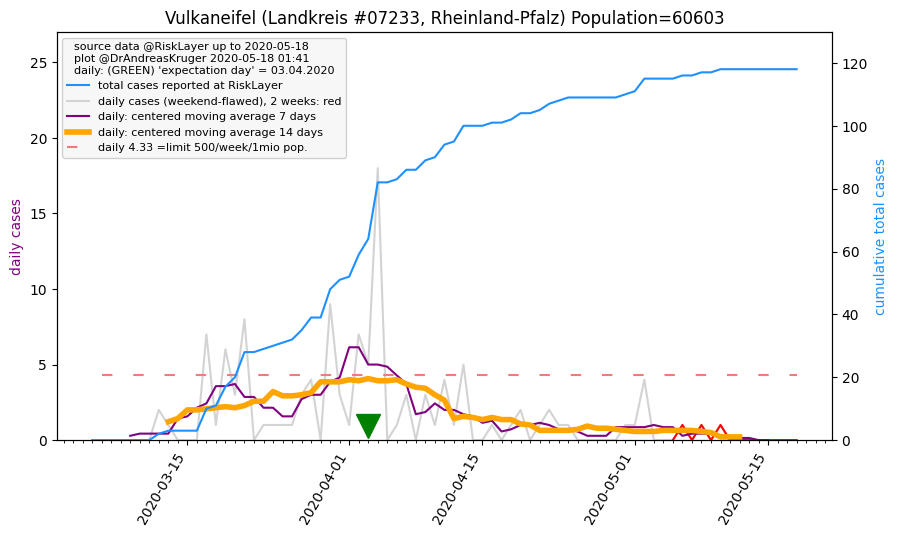 Vulkaneifel (Landkreis #07233, Rheinland-Pfalz) Population=60603
source data @RiskLayer up to 2020-05-18
plot @DrAndreasKruger 2020-05-18 01:41
daily: (GREEN) 'expectation day' = 03.04.2020
total cases reported at RiskLayer
daily cases (weekend-flawed), 2 weeks: red
daily: centered moving average 7 days
daily: centered moving average 14 days
daily 4.33 =limit 500/week/1mio pop.
daily cases
25
20
15
10
5
0
cumulative total cases
120
100
80
60
40
20
0
2020-03-15
2020-04-01
2020-04-15
2020-05-01
2020-05-15